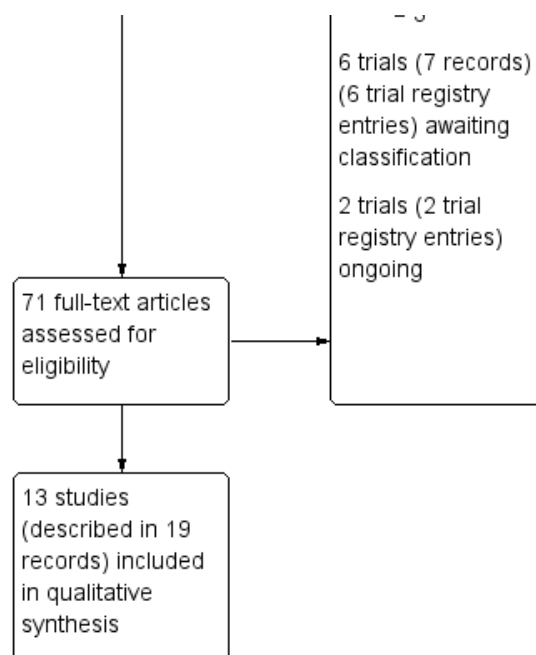 6 trials (7 records)
(6 trial registry
entries) awaiting
classification
2 trials (2 trial
registry entries)
ongoing
71 full-text articles
assessed for
eligibility
13 studies
(described in 19
records) included
in qualitative
synthesis